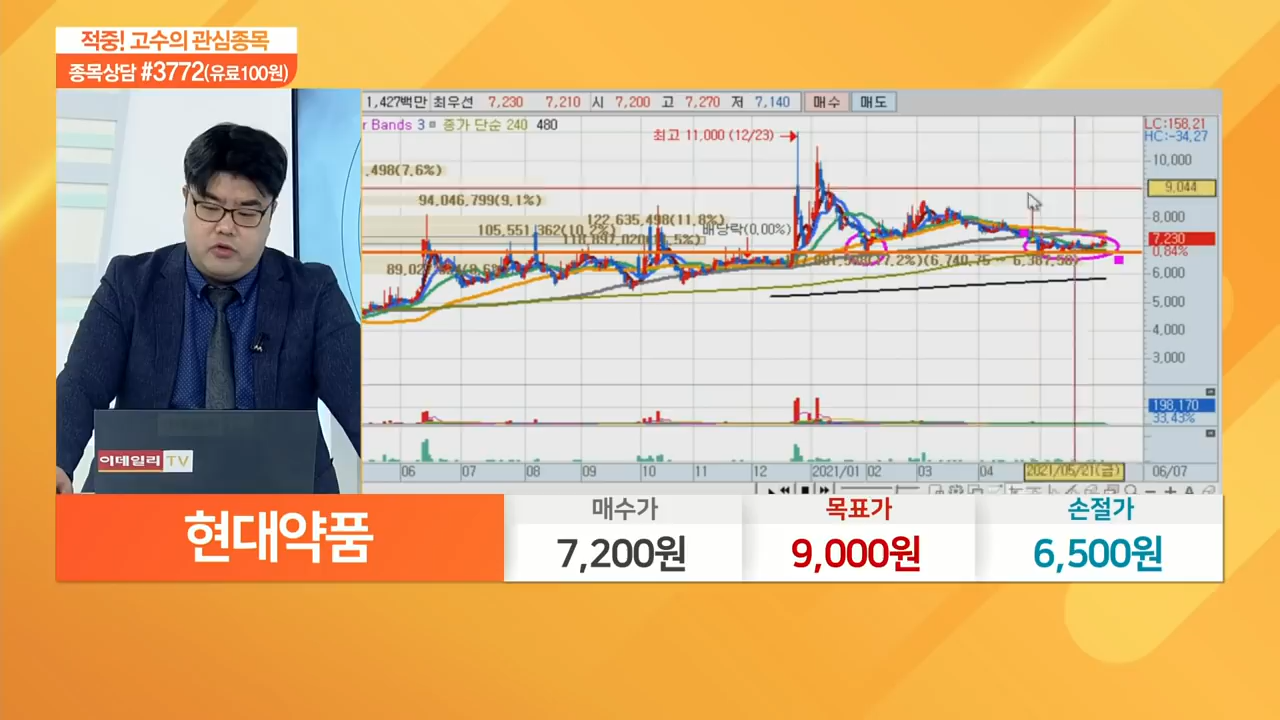 적중! 고수의 관심종목
종목상담 #3772(유료100원)
1,427백만 최우선 7,230 7,210 시 7,200 고 7,270 저 7,140 매수 매도
r Bands 3 종가 단순 240 480
최고 11,000 (12/23)
LC:158,21
HC:-34,27
.498(7.6%)
10,000
9,044
94,046,799(9.1%)
122,635,498(11.8%)
8,000
105,551,362(10.2%)
배당락(0.00%)
7,230
0.84%
6,000
5,000
4,000
3,000
198,170
33.43%
06 07 08 09 10 11 12 2021/01 02 03 04 2021/05/21(금) 06/07
이데일리 TV
현대약품
매수가 목표가 손절가
7,200원 9,000원 6,500원